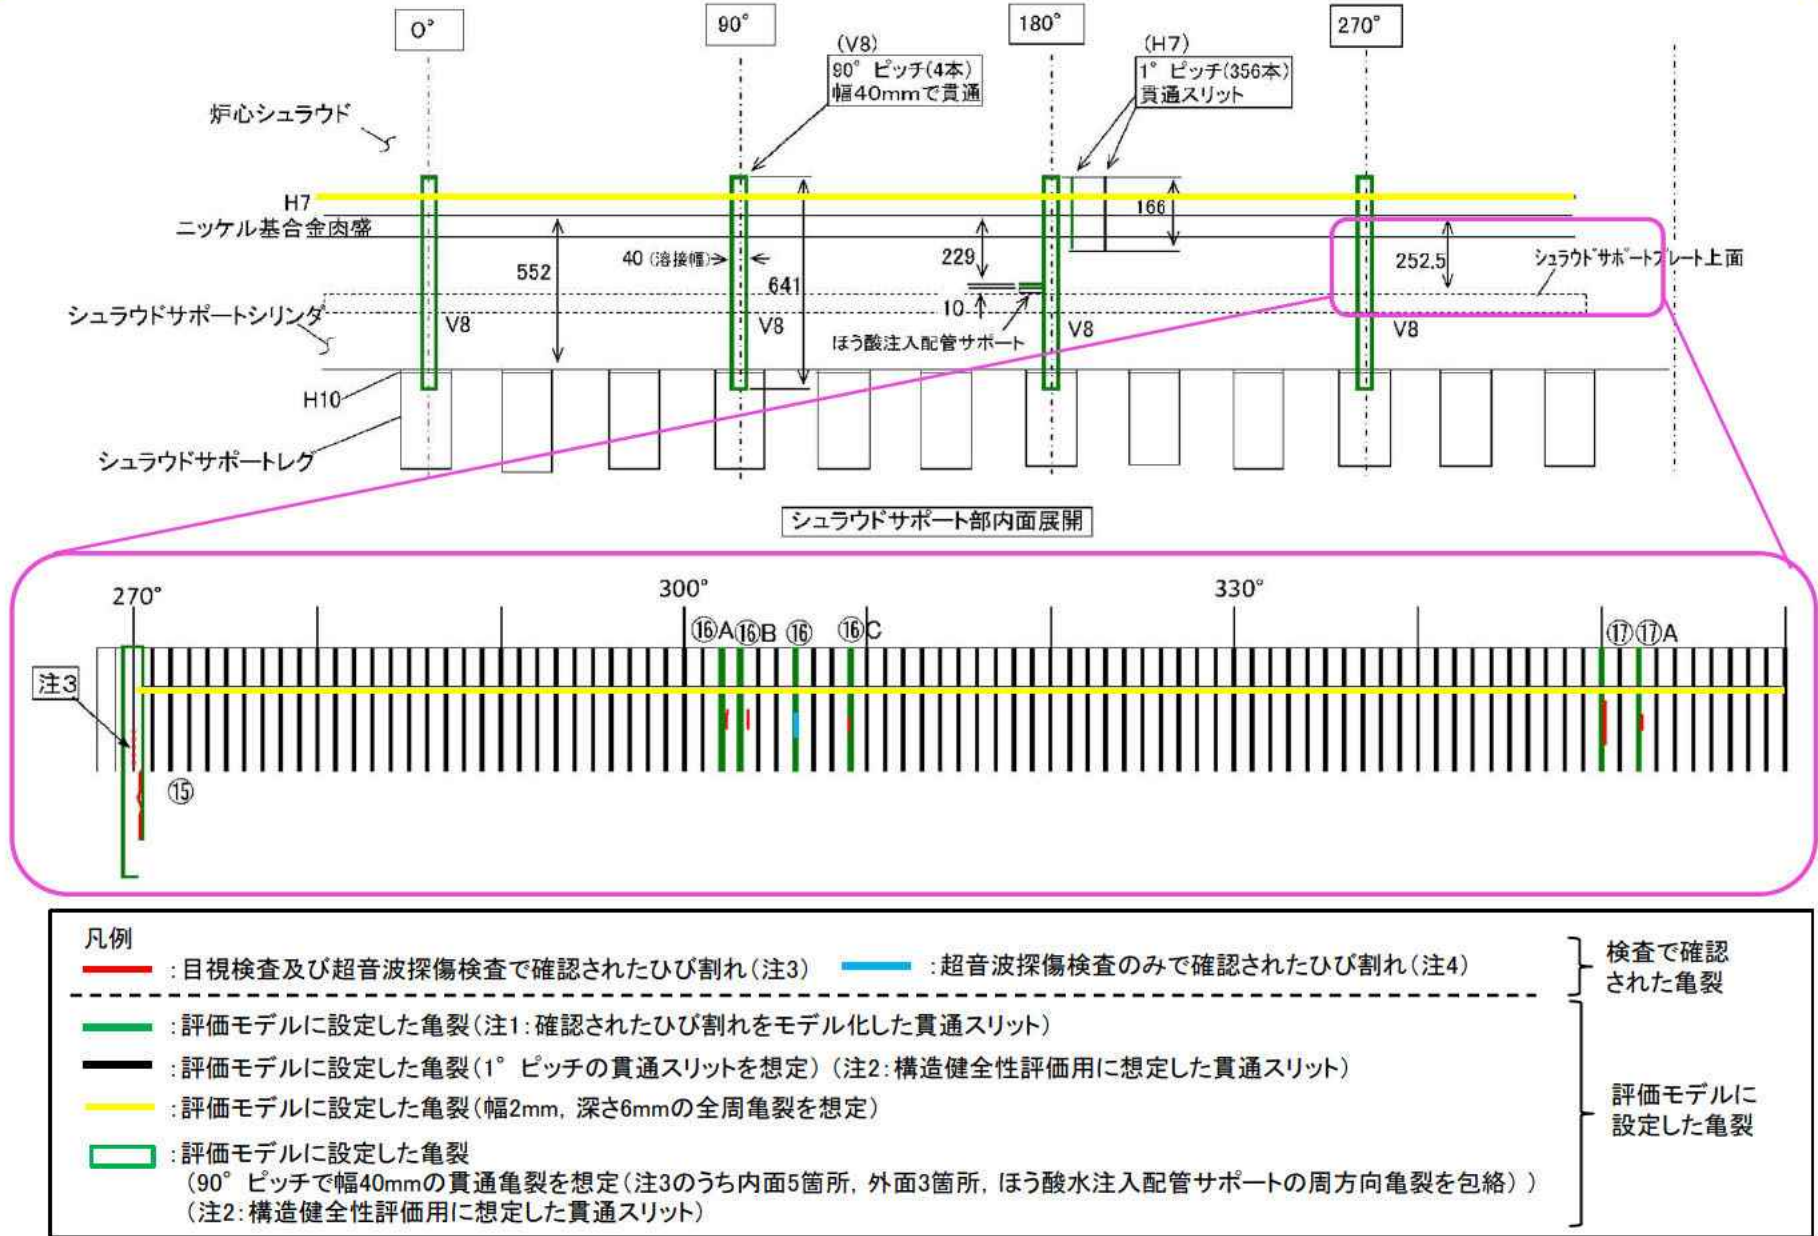 0°
90°
180°
270°
(V8)
90° ピッチ(4本)
幅40mmで貫通
(H7)
1° ピッチ(356本)
貫通スリット
炉心シュラウド
H7
ニッケル基合金肉盛
552
40 (溶接幅)
641
229
10
166
252.5
シュラウドサポートプレート上面
シュラウドサポートシリンダ
V8
V8
V8
V8
ほう酸注入配管サポート
H10
シュラウドサポートレグ
シュラウドサポート部内面展開
270°
300°
330°
⑯A
⑯B
⑯
⑯C
⑰
⑰A
注3
⑮
凡例
:目視検査及び超音波探傷検査で確認されたひび割れ(注3)
:超音波探傷検査のみで確認されたひび割れ(注4)
検査で確認
された亀裂
:評価モデルに設定した亀裂(注1:確認されたひび割れをモデル化した貫通スリット)
:評価モデルに設定した亀裂(1° ピッチの貫通スリットを想定) (注2:構造健全性評価用に想定した貫通スリット)
:評価モデルに設定した亀裂(幅2mm, 深さ6mmの全周亀裂を想定)
:評価モデルに設定した亀裂
(90° ピッチで幅40mmの貫通亀裂を想定(注3のうち内面5箇所, 外面3箇所, ほう酸水注入配管サポートの周方向亀裂を包絡) )
(注2:構造健全性評価用に想定した貫通スリット)
評価モデルに
設定した亀裂